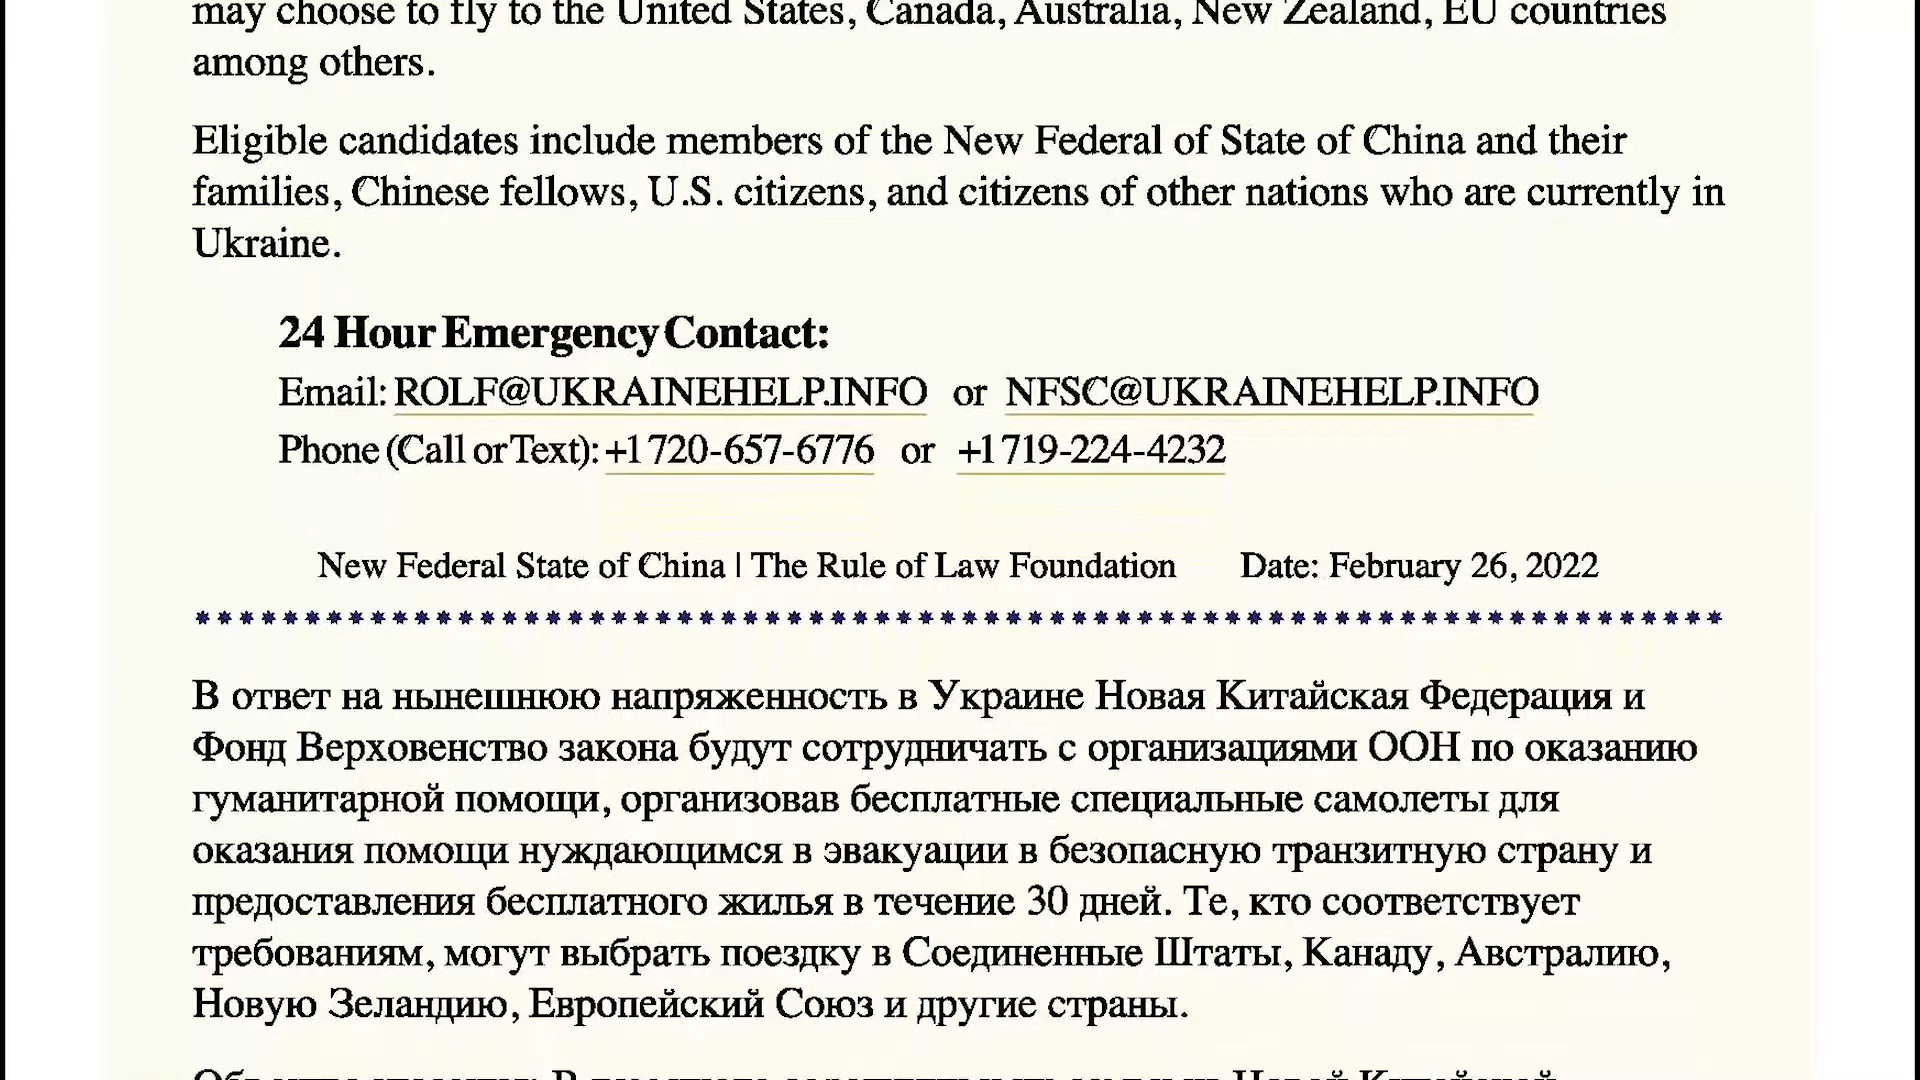 may choose to fly to the United States, Canada, Australia, New Zealand, EU countries
among others.
Eligible candidates include members of the New Federal of State of China and their
families, Chinese fellows, U.S. citizens, and citizens of other nations who are currently in
Ukraine.
24 Hour Emergency Contact:
Email: ROLF@UKRAINEHELP.INFO or NFSC@UKRAINEHELP.INFO
Phone (Call or Text): +1 720-657-6776 or +1 719-224-4232
New Federal State of China | The Rule of Law Foundation Date: February 26, 2022
В ответ на нынешнюю напряженность в Украине Новая Китайская Федерация и
Фонд Верховенство закона будут сотрудничать с организациями ООН по оказанию
гуманитарной помощи, организовав бесплатные специальные самолеты для
оказания помощи нуждающимся в эвакуации в безопасную транзитную страну и
предоставления бесплатного жилья в течение 30 дней. Те, кто соответствует
требованиям, могут выбрать поездку в Соединенные Штаты, Канаду, Австралию,
Новую Зеландию, Европейский Союз и другие страны.